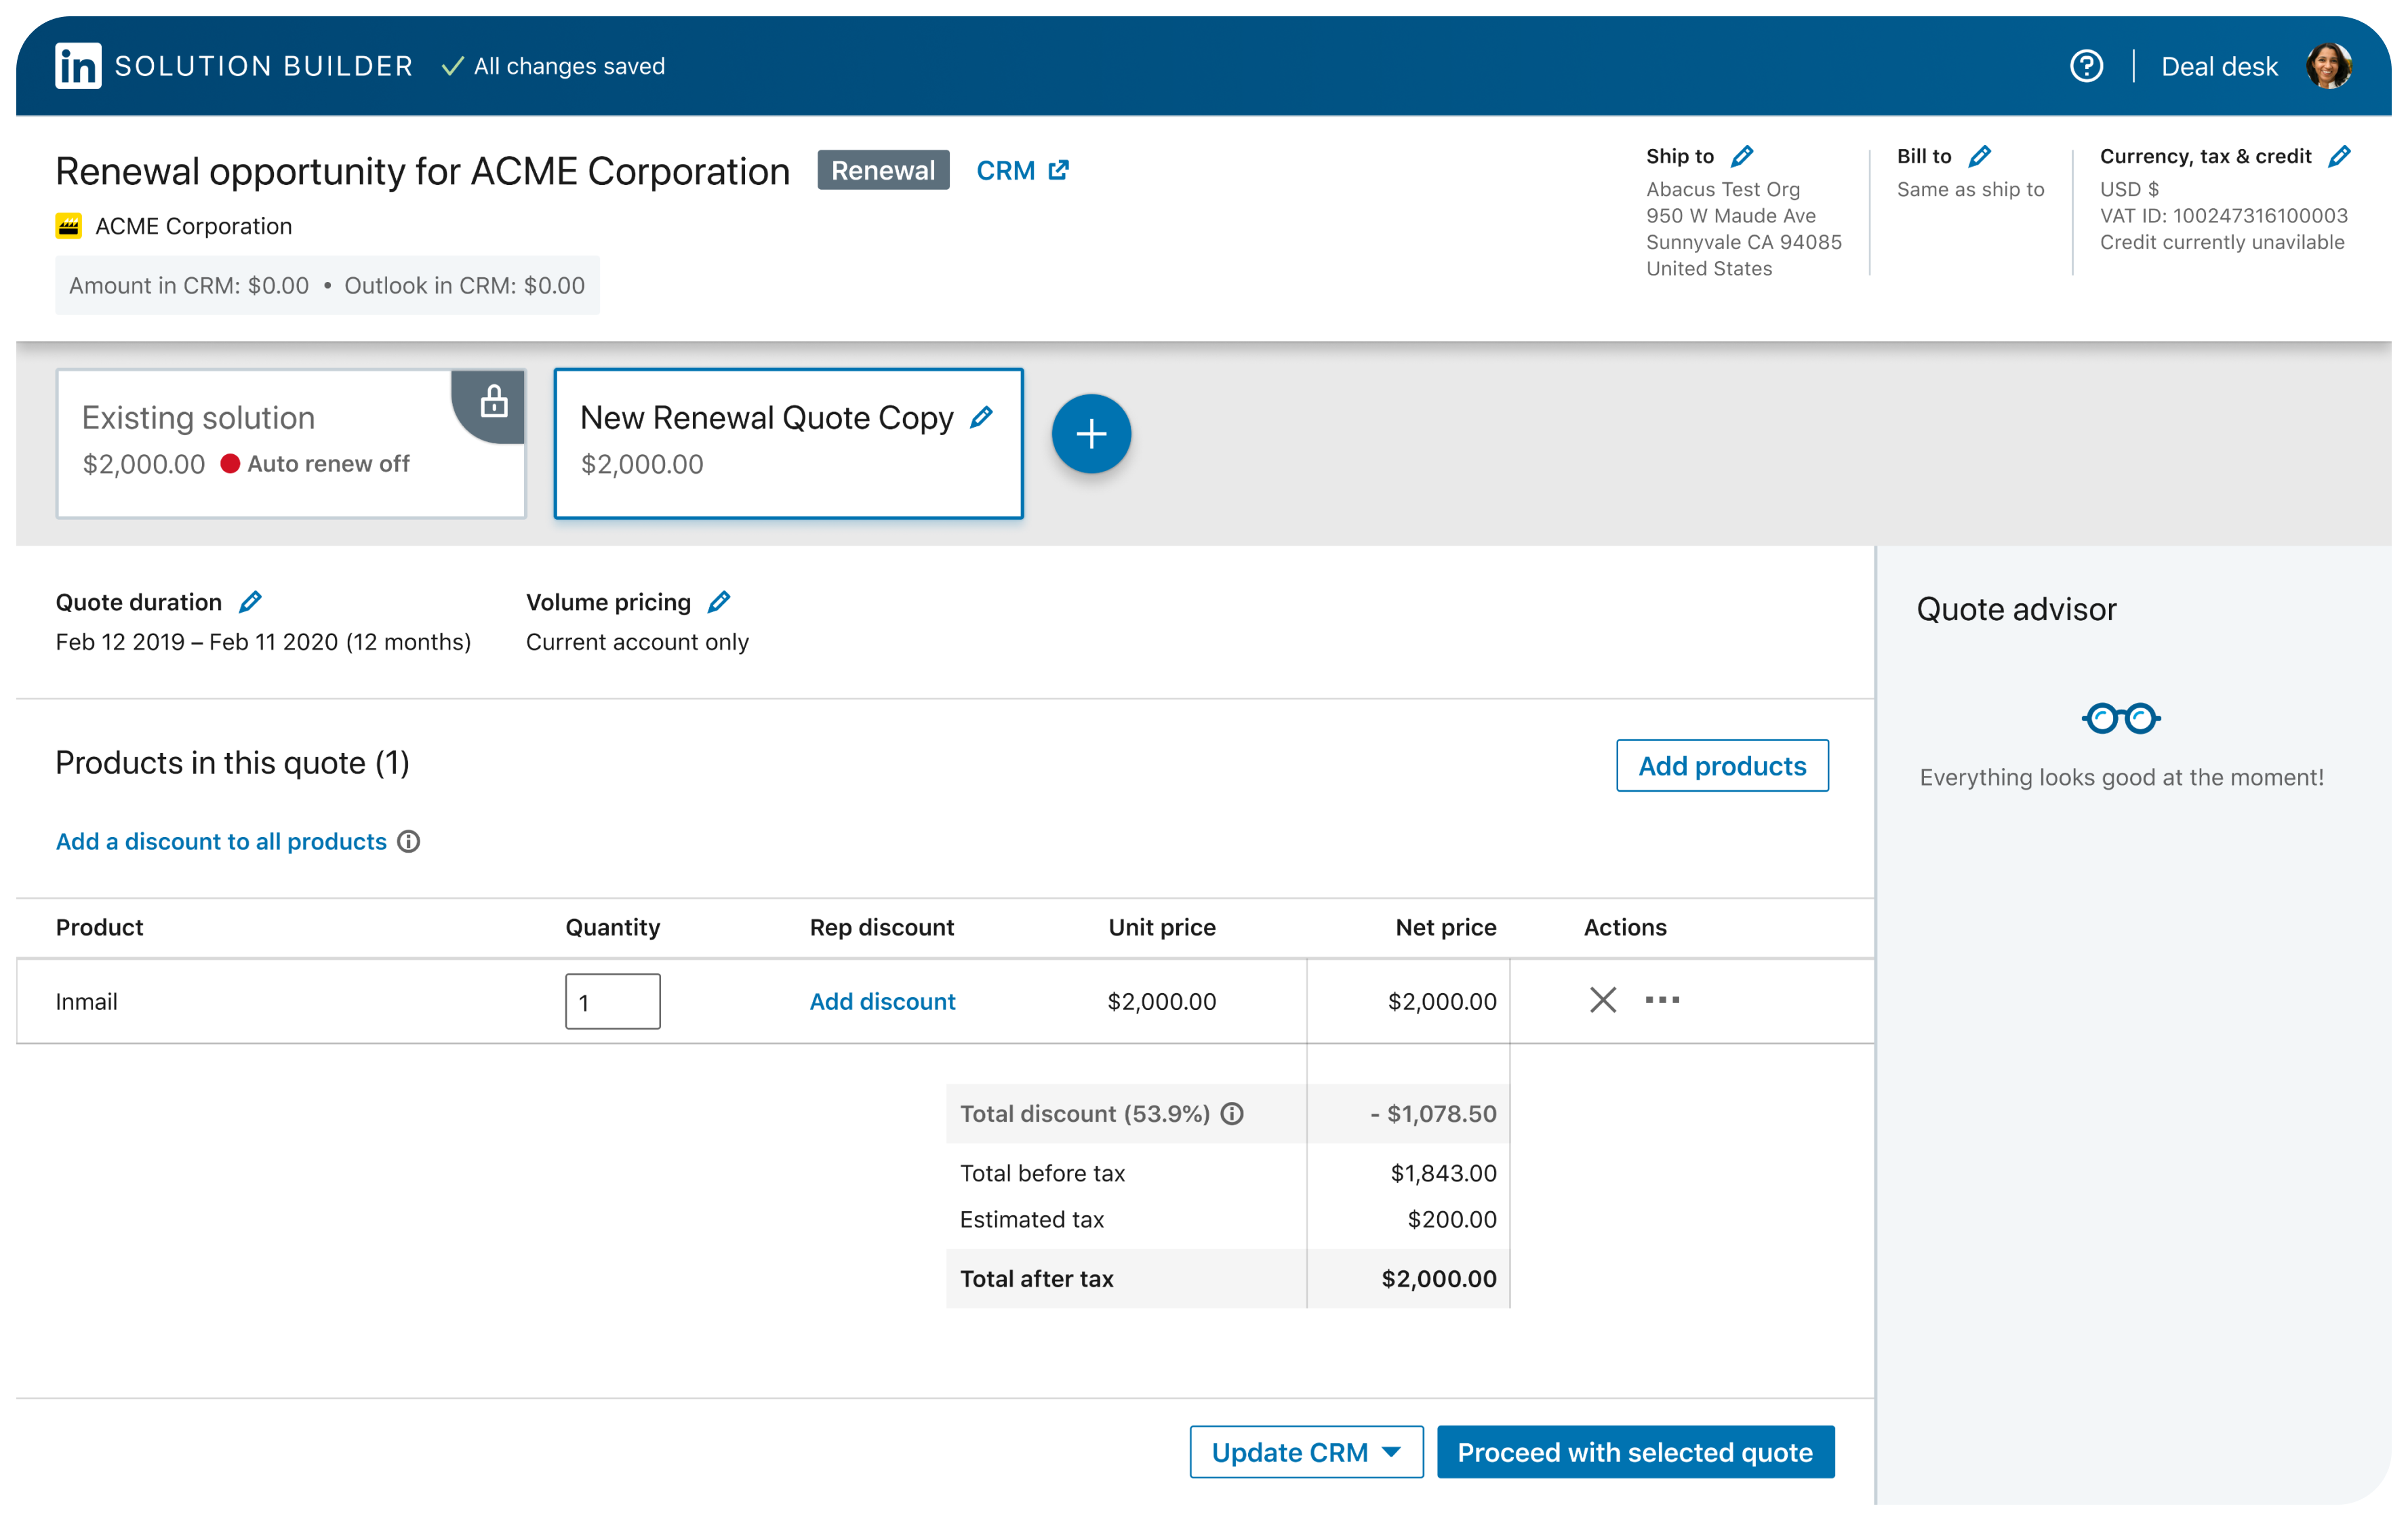 in SOLUTION BUILDER All changes saved
Deal desk
Renewal opportunity for ACME Corporation Renewal CRM
ACME Corporation
Amount in CRM: $0.00 • Outlook in CRM: $0.00
Ship to
Abacus Test Org
950 W Maude Ave
Sunnyvale CA 94085
United States
Bill to
Same as ship to
Currency, tax & credit
USD $
VAT ID: 100247316100003
Credit currently unavilable
Existing solution
$2,000.00 Auto renew off
New Renewal Quote Copy
$2,000.00
Quote duration
Feb 12 2019 – Feb 11 2020 (12 months)
Volume pricing
Current account only
Products in this quote (1)
Add products
Add a discount to all products
Product Quantity Rep discount Unit price Net price Actions
Inmail 1 Add discount $2,000.00 $2,000.00
Total discount (53.9%) - $1,078.50
Total before tax $1,843.00
Estimated tax $200.00
Total after tax $2,000.00
Update CRM Proceed with selected quote
Quote advisor
Everything looks good at the moment!